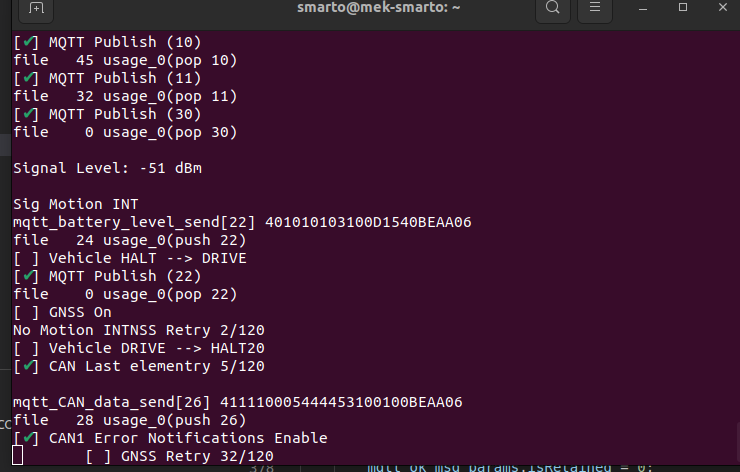 smarto@mek-smarto: ~
[✔] MQTT Publish (10)
file   45 usage_0(pop 10)
[✔] MQTT Publish (11)
file   32 usage_0(pop 11)
[✔] MQTT Publish (30)
file    0 usage_0(pop 30)
Signal Level: -51 dBm
Sig Motion INT
mqtt_battery_level_send[22] 401010103100D1540BEAA06
file   24 usage_0(push 22)
[ ] Vehicle HALT --> DRIVE
[✔] MQTT Publish (22)
file    0 usage_0(pop 22)
[ ] GNSS On
No Motion INTNSS Retry 2/120
[ ] Vehicle DRIVE --> HALT20
[✔] CAN Last elementry 5/120
mqtt_CAN_data_send[26] 411110005444453100100BEAA06
file   28 usage_0(push 26)
[✔] CAN1 Error Notifications Enable
[ ] GNSS Retry 32/120
378 mqtt_ok_msg_params.isRetained = 0;